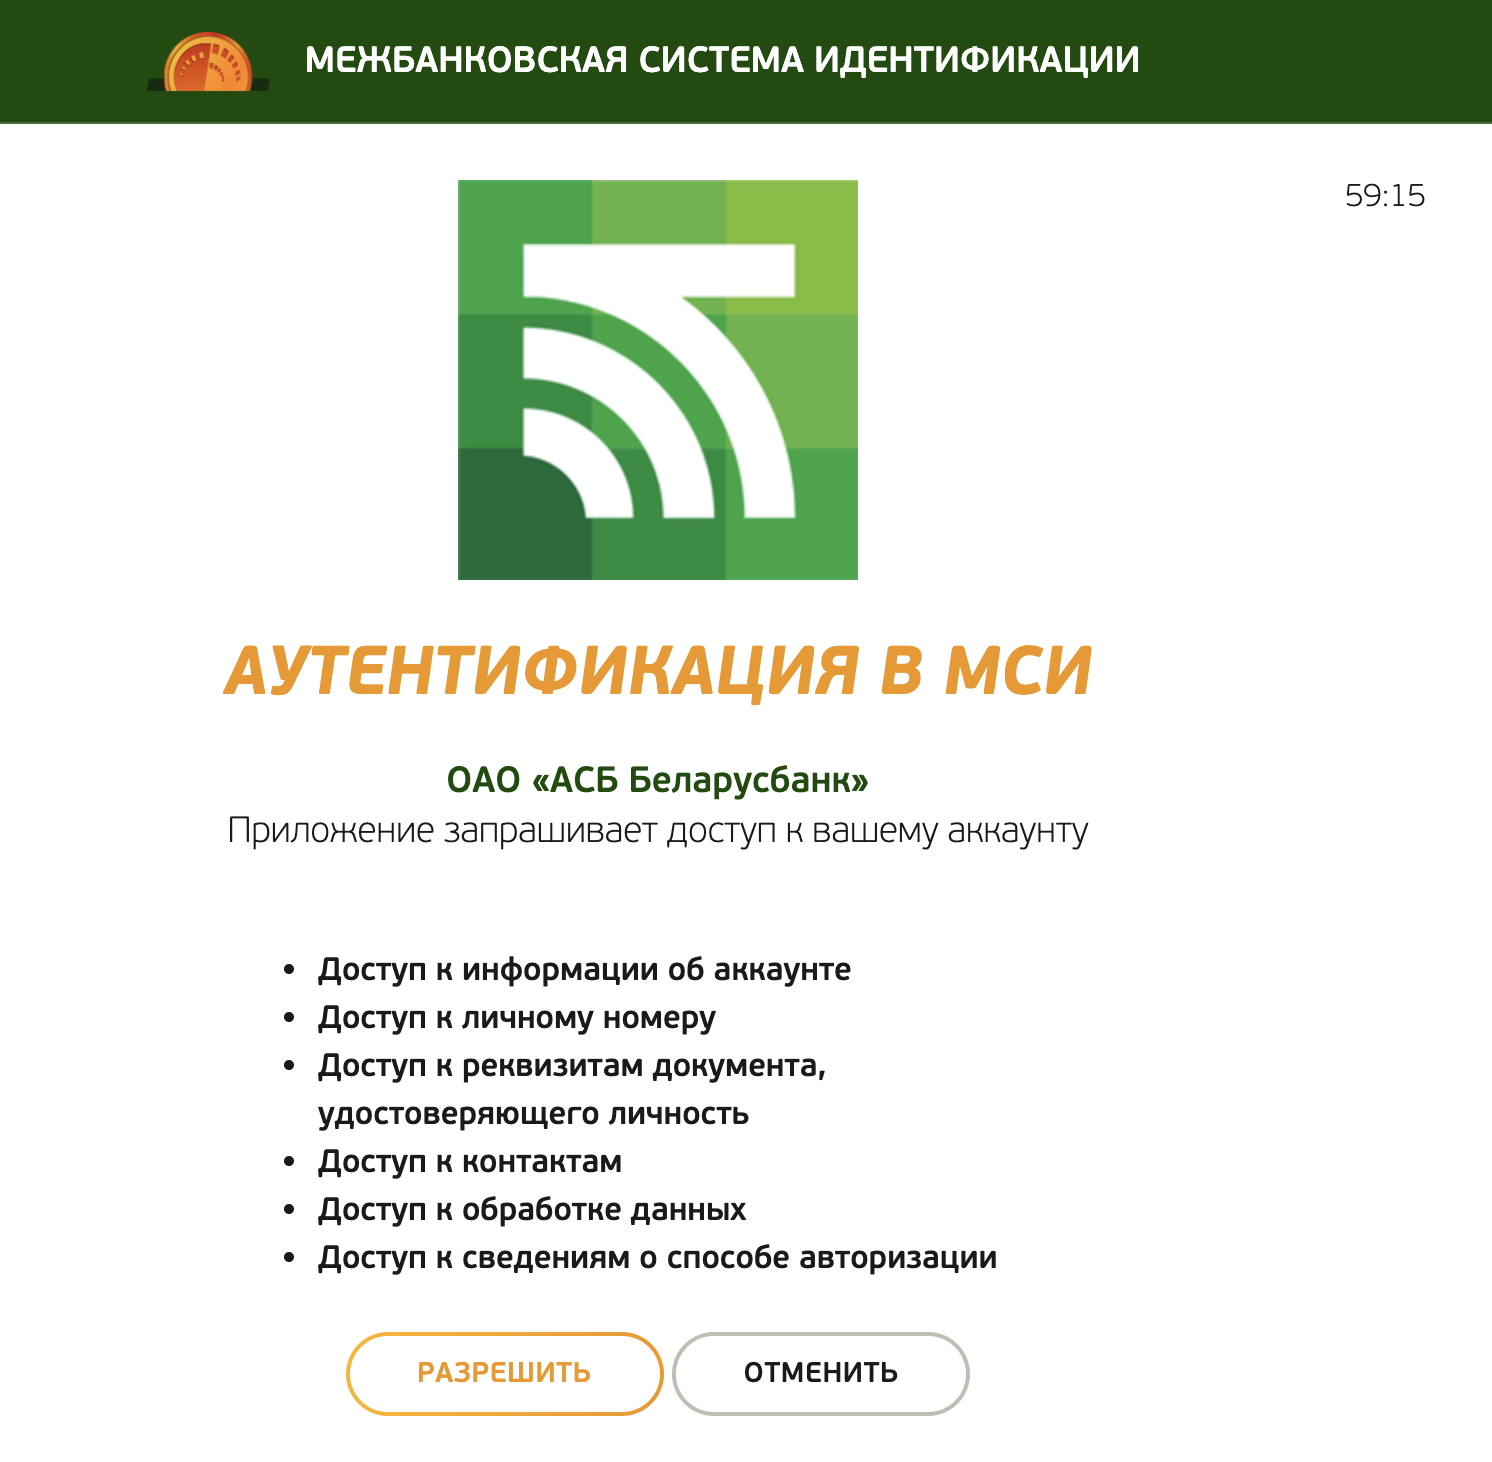 МЕЖБАНКОВСКАЯ СИСТЕМА ИДЕНТИФИКАЦИИ
59:15
АУТЕНТИФИКАЦИЯ В МСИ
ОАО «АСБ Беларусбанк»
Приложение запрашивает доступ к вашему аккаунту
• Доступ к информации об аккаунте
• Доступ к личному номеру
• Доступ к реквизитам документа,
удостоверяющего личность
• Доступ к контактам
• Доступ к обработке данных
• Доступ к сведениям о способе авторизации
РАЗРЕШИТЬ
ОТМЕНИТЬ